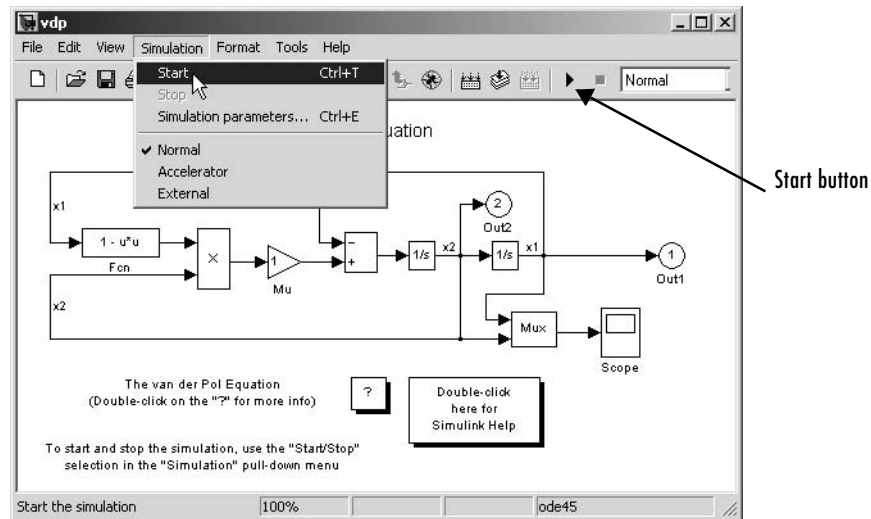 vdp
File Edit View Simulation Format Tools Help
Start Ctrl+T
Stop
Simulation parameters... Ctrl+E
Normal
Accelerator
External
Normal
Start button
uation
x1
1 - u*u
Fcn
x2
×
1
Mu
−
+
1/s
x2
1/s
x1
2
Out2
1
Out1
Mux
Scope
The van der Pol Equation
(Double-click on the "?" for more info)
?
Double-click
here for
Simulink Help
To start and stop the simulation, use the "Start/Stop"
selection in the "Simulation" pull-down menu
Start the simulation 100% ode45